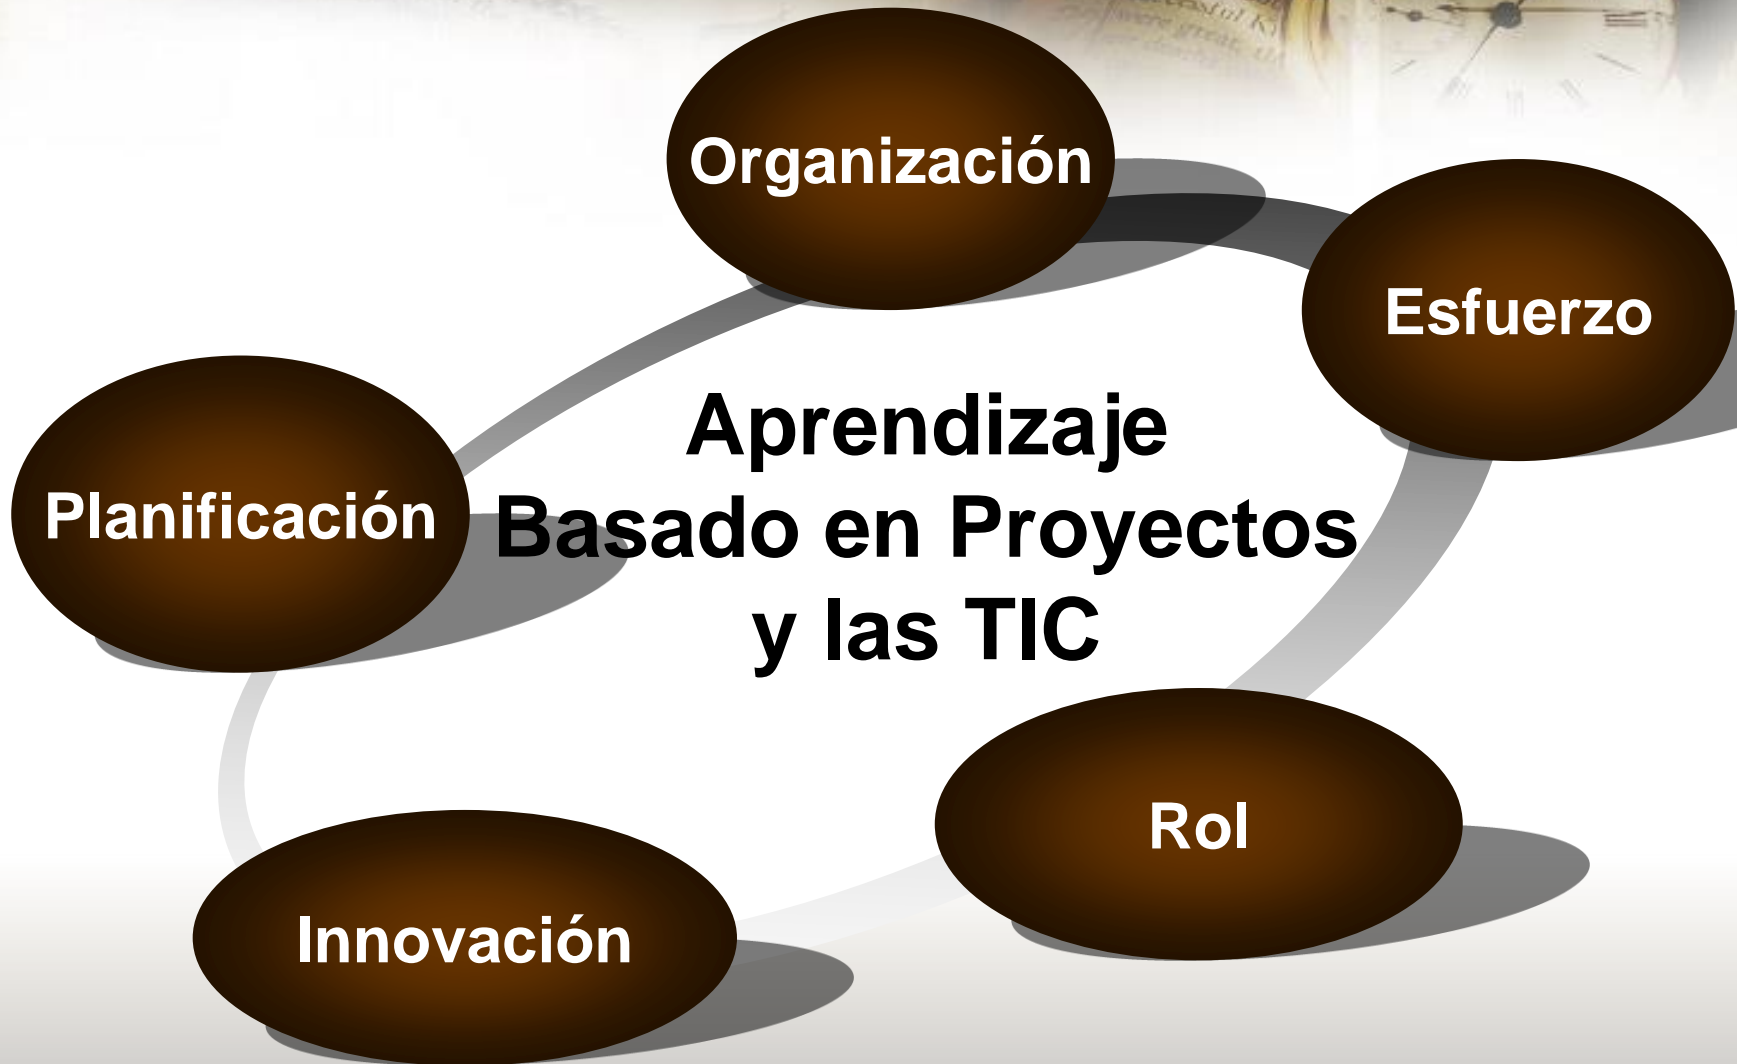 Organización
Esfuerzo
Aprendizaje
Basado en Proyectos
y las TIC
Planificación
Rol
Innovación